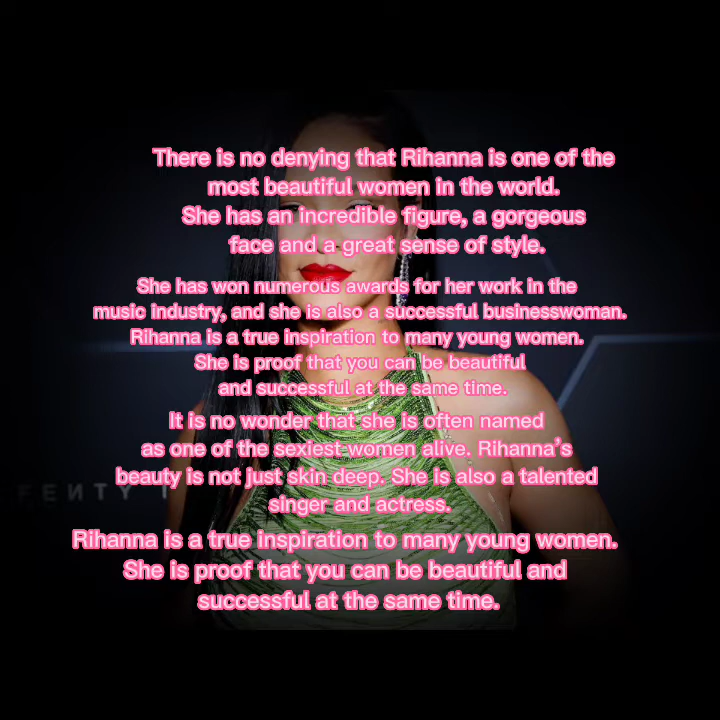 There is no denying that Rihanna is one of the
most beautiful women in the world.
She has an incredible figure, a gorgeous
face and a great sense of style.
She has won numerous awards for her work in the
music industry, and she is also a successful businesswoman.
Rihanna is a true inspiration to many young women.
She is proof that you can be beautiful
and successful at the same time.
It is no wonder that she is often named
as one of the sexiest women alive. Rihanna's
beauty is not just skin deep. She is also a talented
singer and actress.
FENTY
Rihanna is a true inspiration to many young women.
She is proof that you can be beautiful and
successful at the same time.